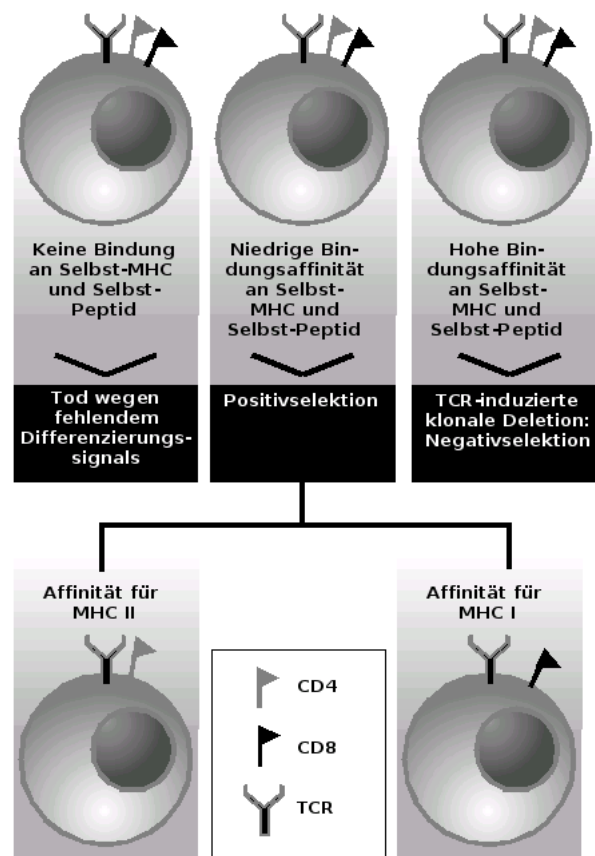 Keine Bindung
an Selbst-MHC
und Selbst-
Peptid
Niedrige Bin-
dungsaffinität
an Selbst-
MHC und
Selbst-Peptid
Hohe Bin-
dungsaffinität
an Selbst-
MHC und
Selbst-Peptid
Tod wegen
fehlendem
Differenzierungs-
signals
Positivselektion
TCR-induzierte
klonale Deletion:
Negativselektion
Affinität für
MHC II
Affinität für
MHC I
CD4
CD8
TCR